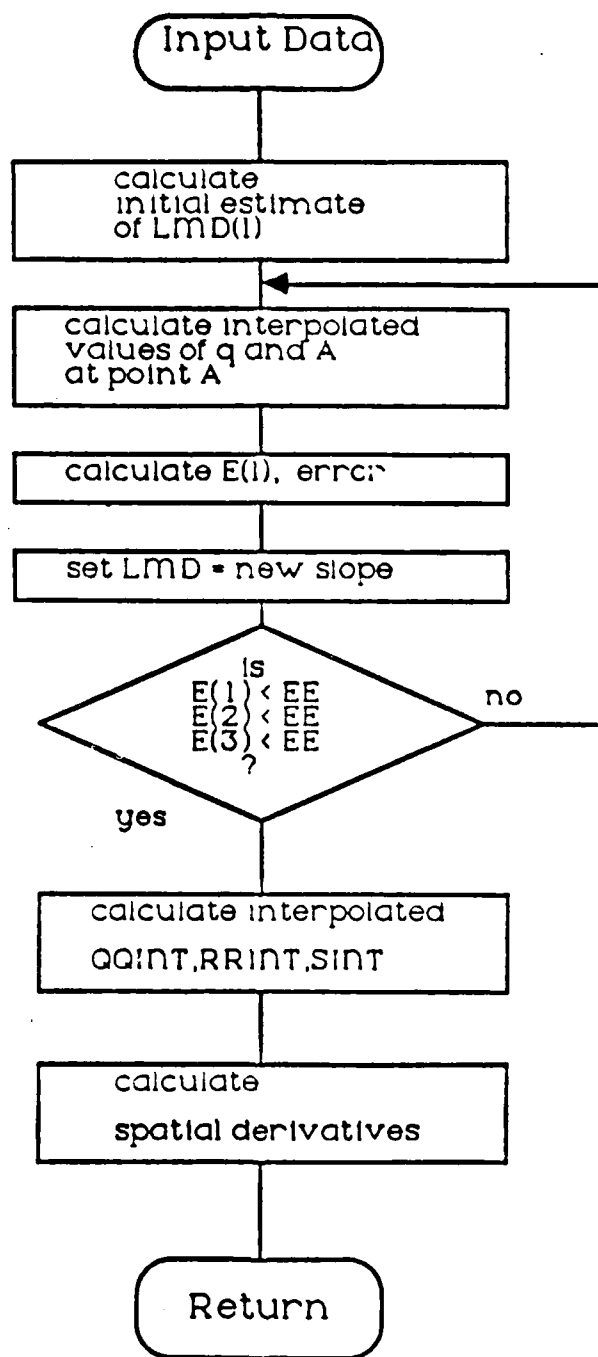 Input Data
calculate
initial estimate
of LMD(1)
calculate interpolated
values of q and A
at point A
calculate E(1), error
set LMD = new slope
is
E(1) < EE
E(2) < EE
E(3) < EE
?
no
yes
calculate interpolated
QQINT,RRINT,SINT
calculate
spatial derivatives
Return